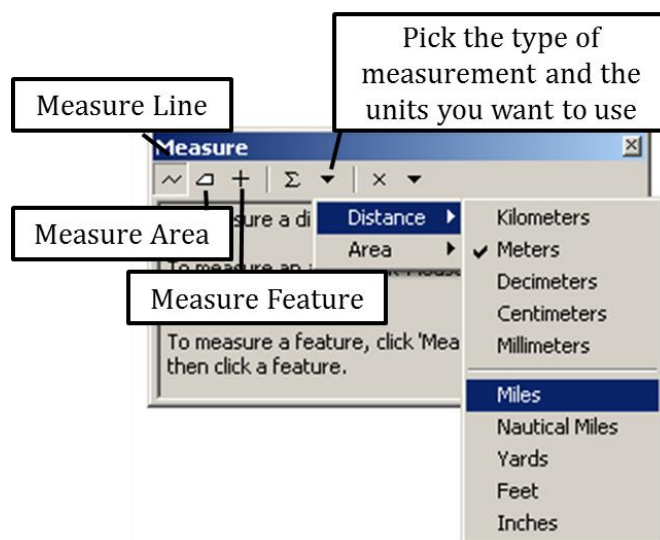 Pick the type of
measurement and the
units you want to use
Measure Line
Measure
Σ
Measure Area
sure a di
Distance
Area
Measure Feature
To measure a feature, click 'Mea
then click a feature.
Kilometers
Meters
Decimeters
Centimeters
Millimeters
Miles
Nautical Miles
Yards
Feet
Inches